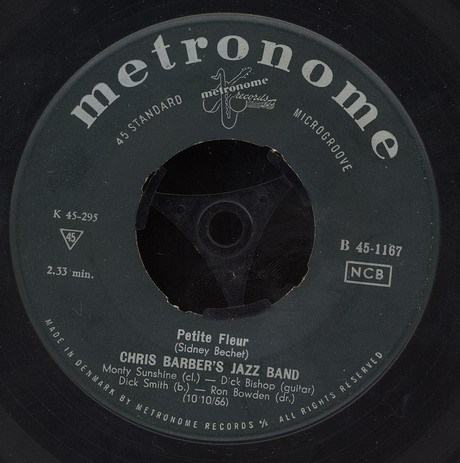 metronome
metronome
records
45 STANDARD
MICROGROOVE
K 45-295
45
2.33 min.
B 45-1167
NCB
Petite Fleur
(Sidney Bechet)
CHRIS BARBER'S JAZZ BAND
Monty Sunshine (cl.) — Dick Bishop (guitar)
Dick Smith (b.) — Ron Bowden (dr.)
(10/10/56)
MADE IN DENMARK BY METRONOME RECORDS A/S ALL RIGHTS RESERVED